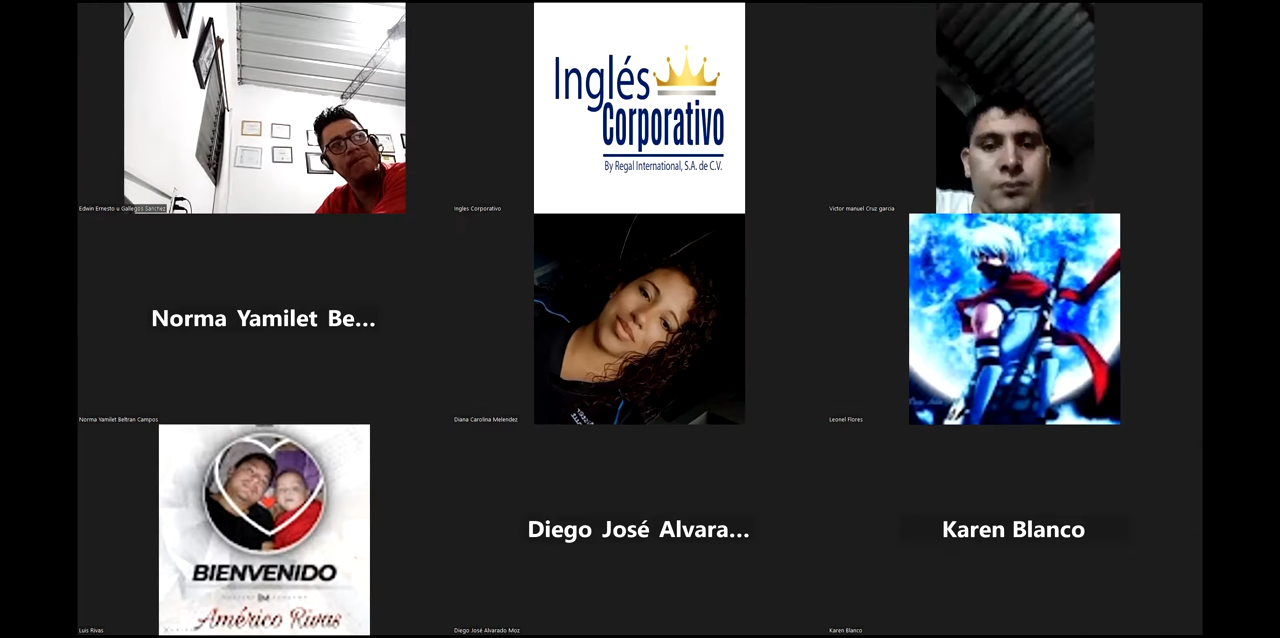 Inglés
Corporativo
By Regal International, S.A. de C.V.
Edwin Ernesto u Gallegos Sanchez
Ingles Corporativo
Victor manuel Cruz garcia
Norma Yamilet Be...
Norma Yamilet Beltran Campos
Diana Carolina Melendez
Leonel Flores
BIENVENIDO
Américo Rivas
Luis Rivas
Diego José Alvara...
Diego José Alvarado Moz
Karen Blanco
Karen Blanco